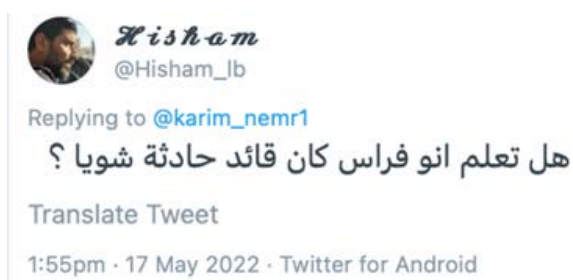 𝓗𝓲𝓼𝓱𝓪𝓶
@Hisham_lb
Replying to @karim_nemr1
هل تعلم انو فراس كان قائد حادثة شويا ؟
Translate Tweet
1:55pm · 17 May 2022 · Twitter for Android